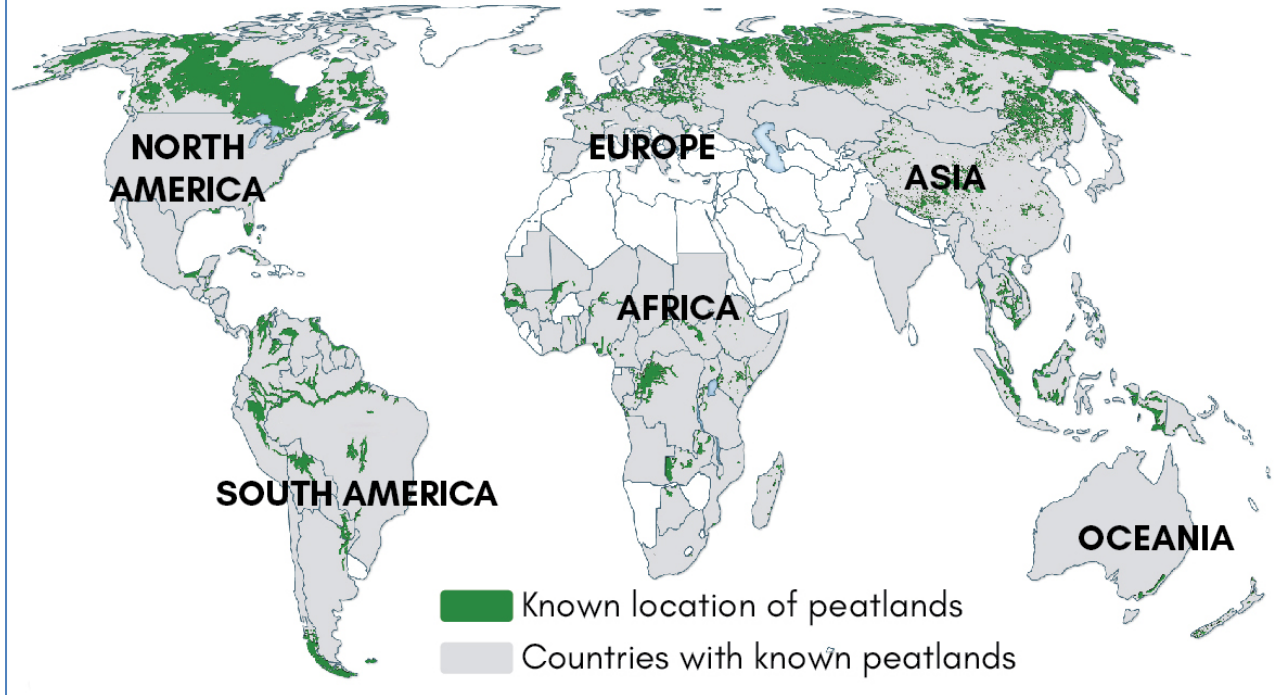 NORTH
AMERICA
EUROPE
ASIA
AFRICA
SOUTH AMERICA
OCEANIA
Known location of peatlands
Countries with known peatlands